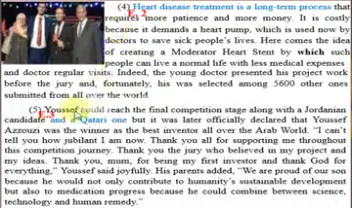 (4) Heart disease treatment is a long-term process that
requires more patience and more money. It is costly
because it demands a heart pump, which is used now by
doctors to save sick people's lives. Here comes the idea
of creating a Moderator Heart Stent by which such
people can live a normal life with less medical expenses
and doctor regular visits. Indeed, the young doctor presented his project work
before the jury and, fortunately, his was selected among 5600 other ones
submitted from all over the world.
(5) Youssef could reach the final competition stage along with a Jordanian
candidate and a Qatari one but it was later officially declared that Youssef
Azzouzi was the winner as the best inventor all over the Arab World. "I can't
tell you how jubilant I am now. Thank you all for supporting me throughout
this competition journey. Thank you the jury who believed in my project and
my ideas. Thank you, mum, for being my first investor and thank God for
everything," Youssef said joyfully. His parents added, "We are proud of our son
because he would not only contribute to humanity's sustainable development
but also to medication progress because he could combine between science,
technology and human remedy."